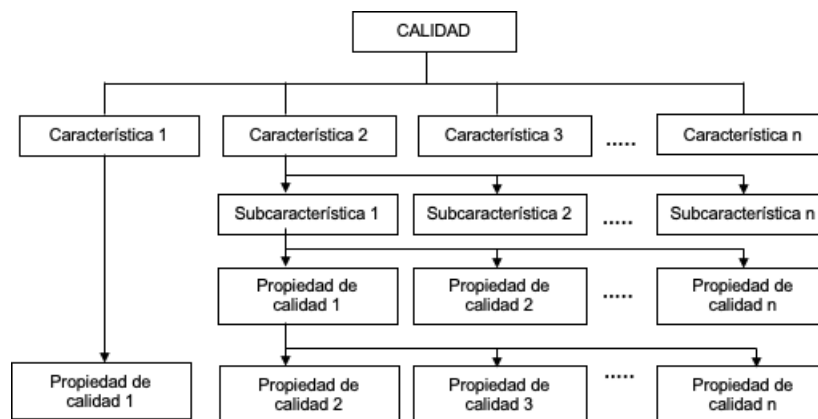 CALIDAD
Característica 1
Característica 2
Característica 3
.....
Característica n
Subcaracterística 1
Subcaracterística 2
.....
Subcaracterística n
Propiedad de
calidad 1
Propiedad de
calidad 2
.....
Propiedad de
calidad n
Propiedad de
calidad 1
Propiedad de
calidad 2
Propiedad de
calidad 3
.....
Propiedad de
calidad n